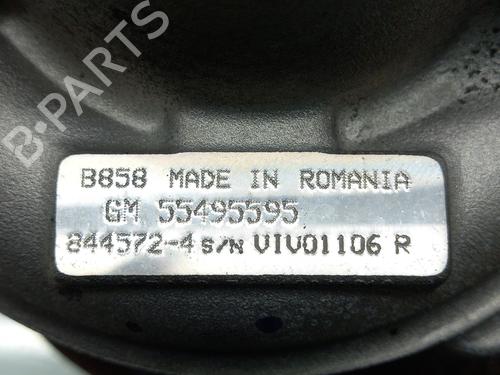 B-PARTS
B858 MADE IN ROMANIA
GM 55495595
844572-4 S/N VIV01106 R